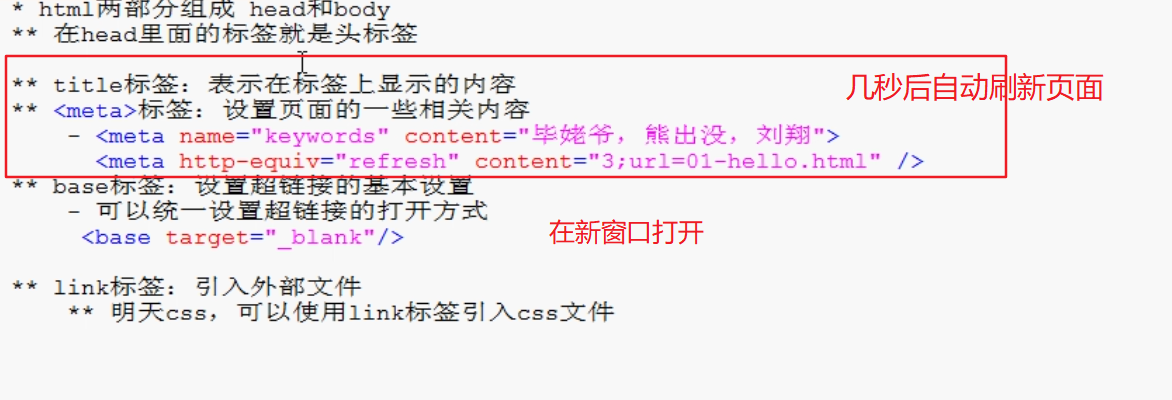 * html两部分组成 head和body
** 在head里面的标签就是头标签
** title标签：表示在标签上显示的内容
几秒后自动刷新页面
** <meta>标签：设置页面的一些相关内容
- <meta name="keywords" content="毕姥爷，熊出没，刘翔">
<meta http-equiv="refresh" content="3;url=01-hello.html" />
** base标签：设置超链接的基本设置
- 可以统一设置超链接的打开方式
<base target="_blank"/>
在新窗口打开
** link标签：引入外部文件
** 明天css，可以使用link标签引入css文件